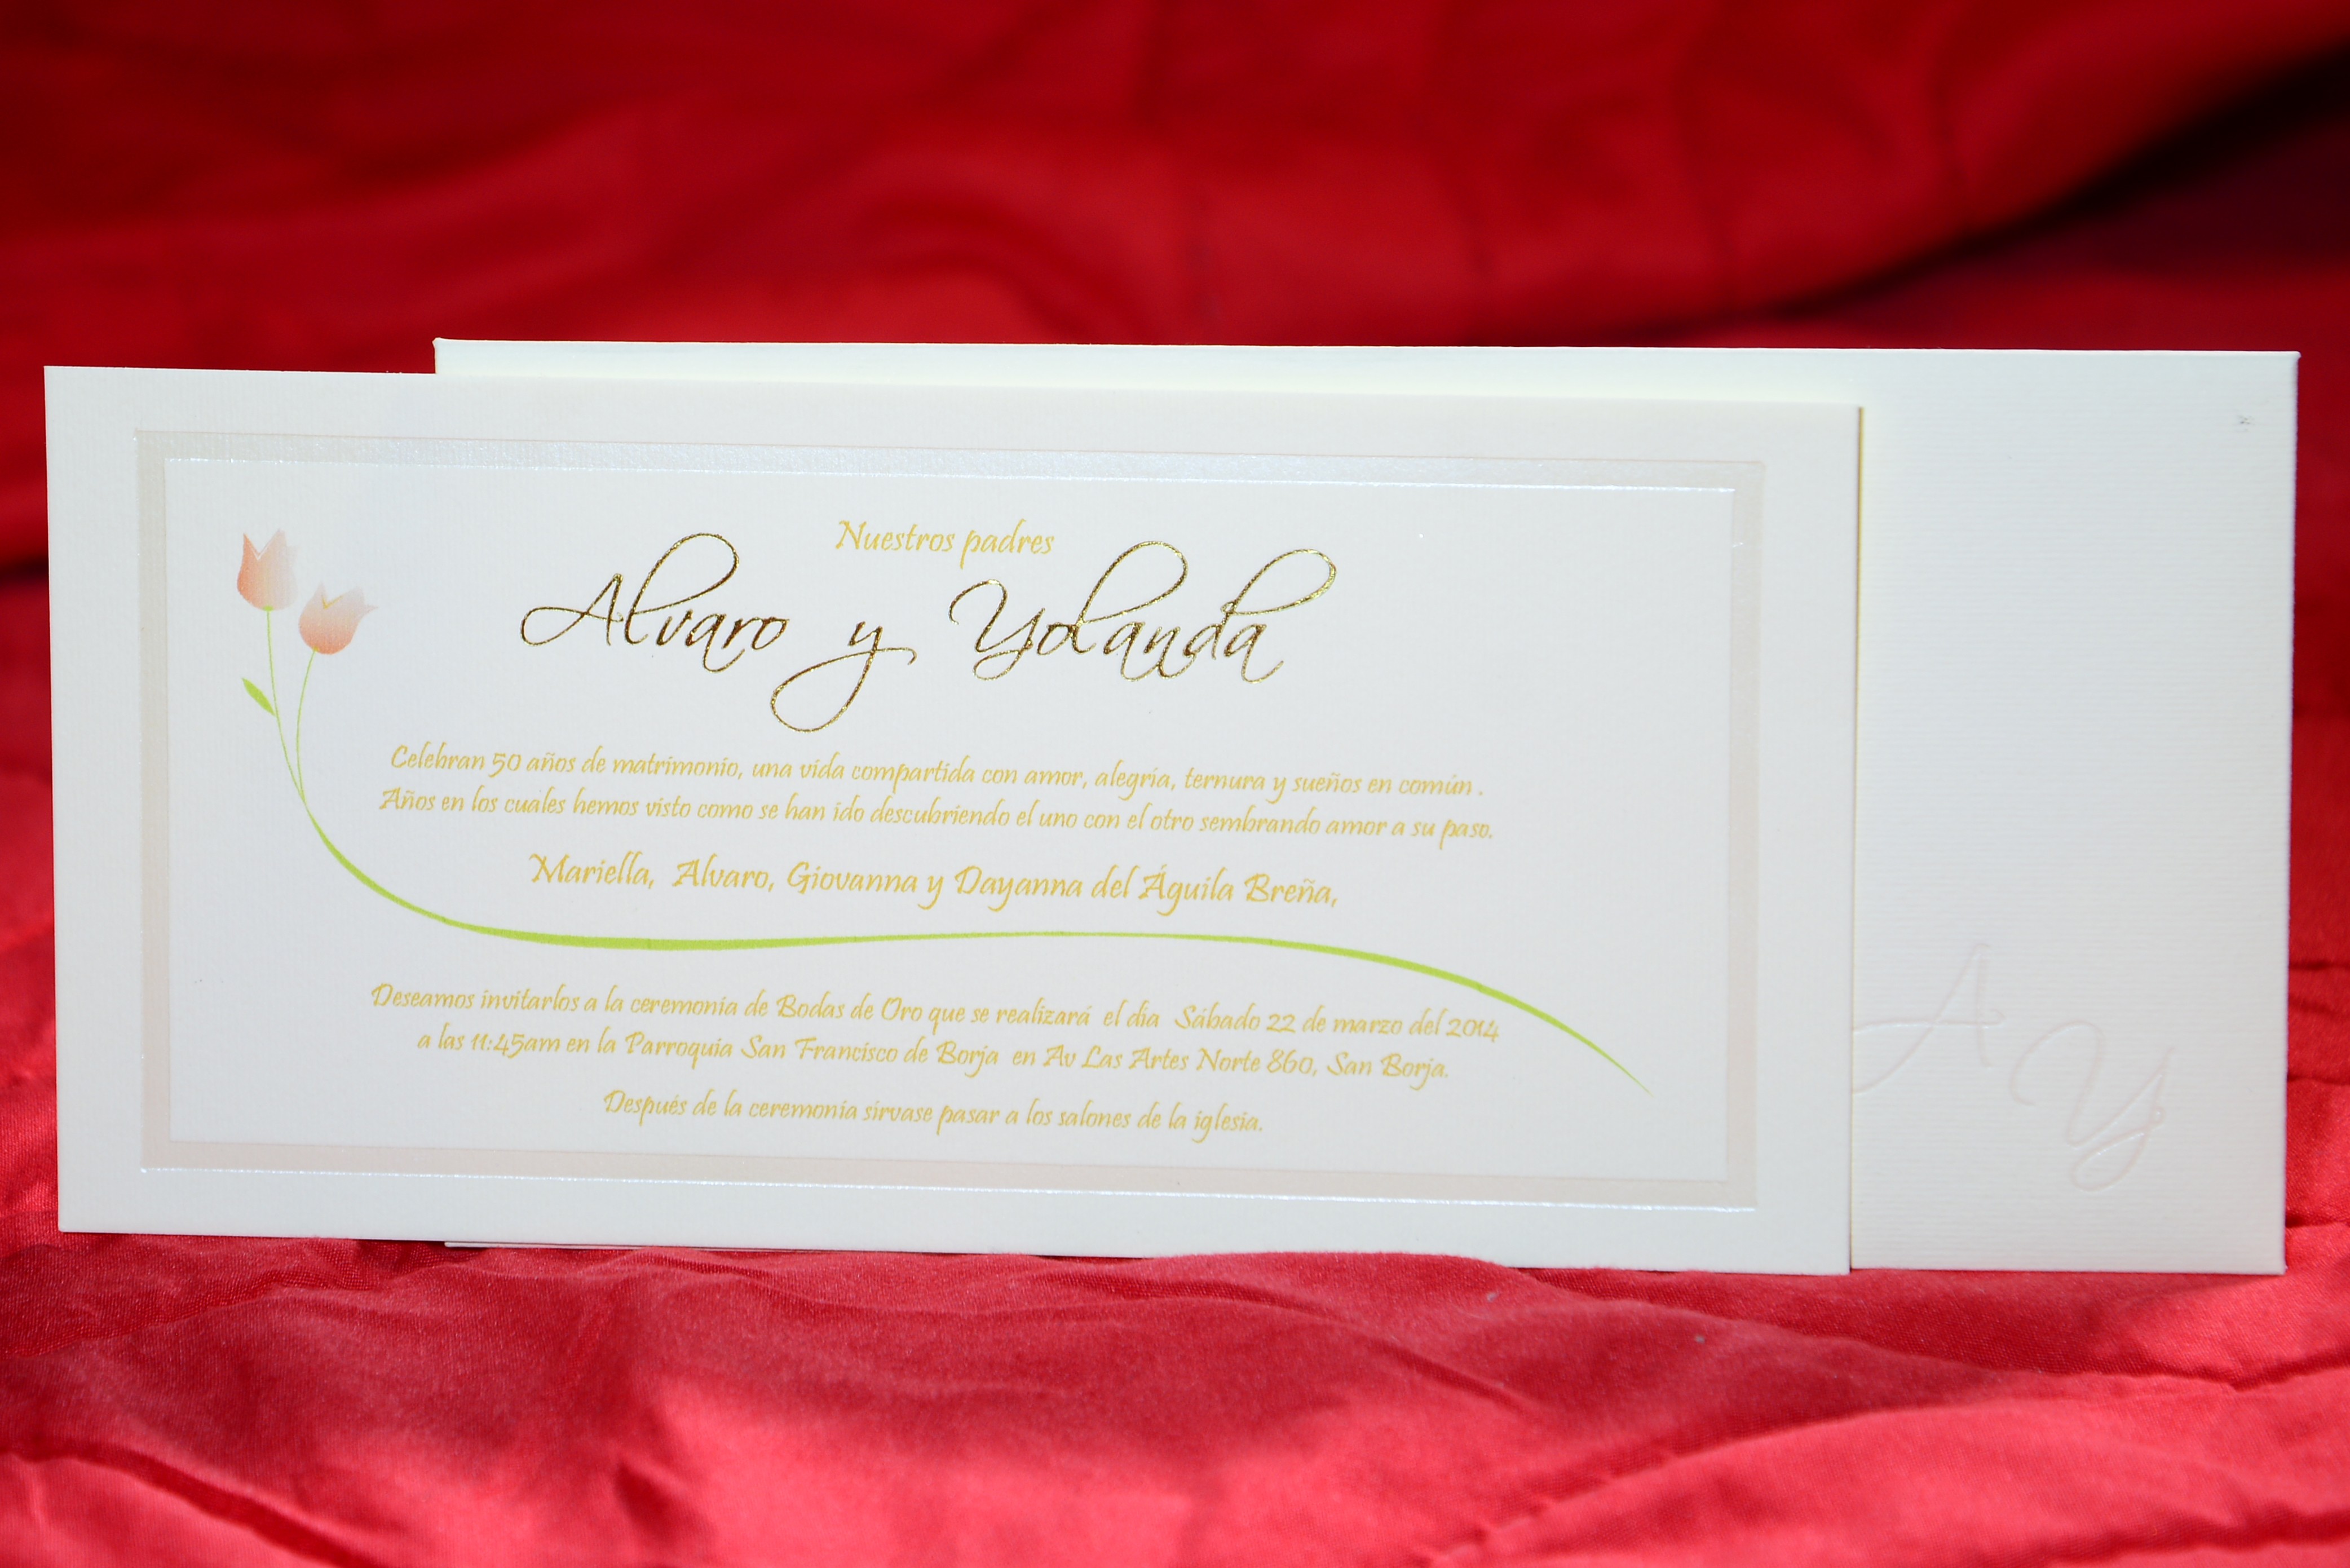 Nuestros padres
Alvaro y Yolanda
Celebran 50 años de matrimonio, una vida compartida con amor, alegría, ternura y sueños en común .
Años en los cuales hemos visto como se han ido descubriendo el uno con el otro sembrando amor a su paso.
Mariella, Alvaro, Giovanna y Dayanna del Águila Breña,
Deseamos invitarlos a la ceremonia de Bodas de Oro que se realizará el dia Sábado 22 de marzo del 2014
a las 11:45am en la Parroquia San Francisco de Borja en Av Las Artes Norte 860, San Borja.
Después de la ceremonia sírvase pasar a los salones de la iglesia.
A
Y